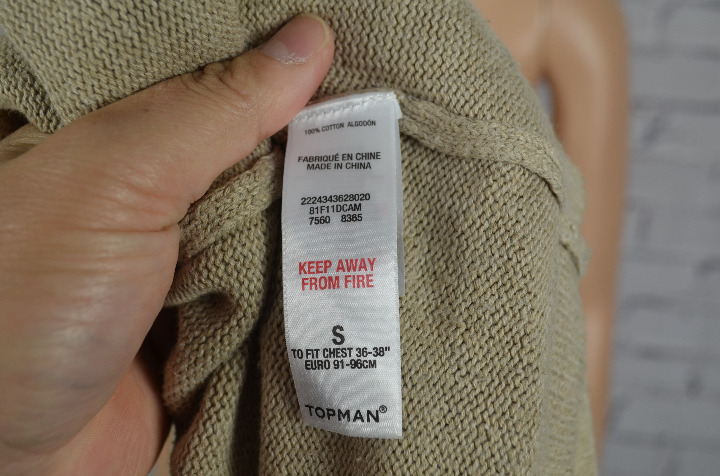 100% COTTON ALGODÓN
FABRIQUÉ EN CHINE
MADE IN CHINA
2224343628020
81F11DCAM
7560 8365
KEEP AWAY
FROM FIRE
S
TO FIT CHEST 36-38"
EURO 91-96CM
TOPMAN®